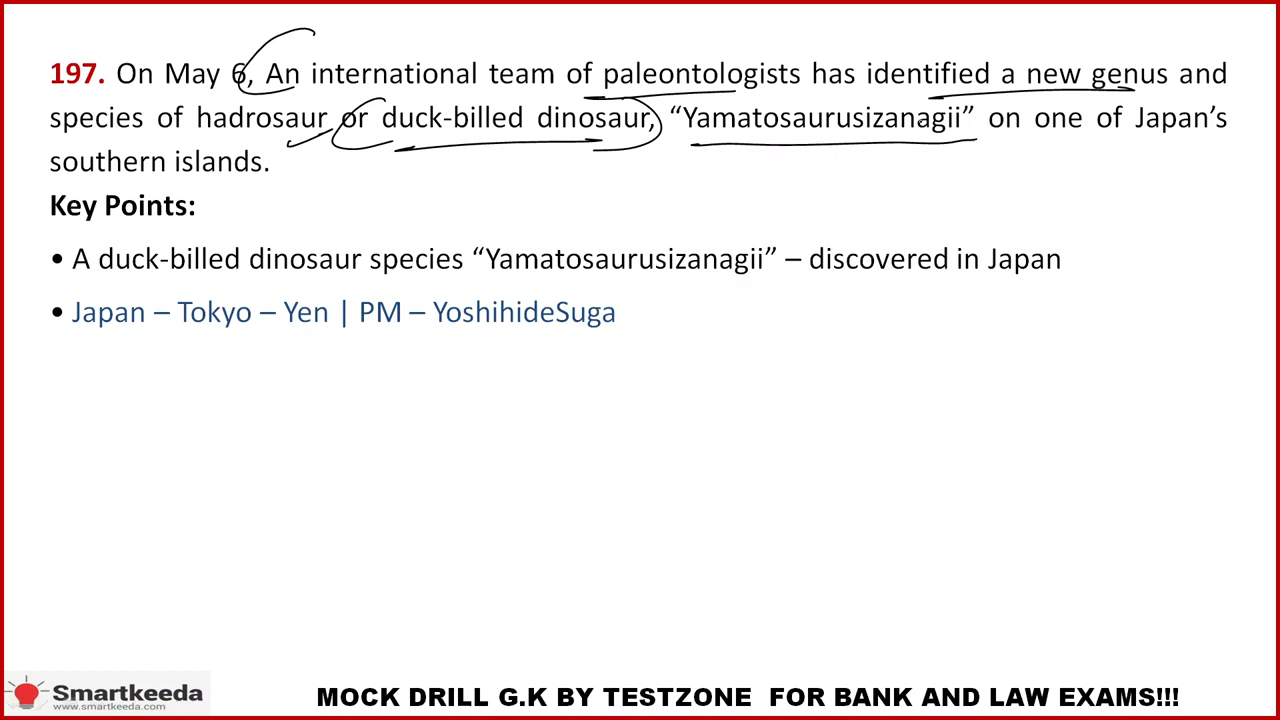 197. On May 6, An international team of paleontologists has identified a new genus and
species of hadrosaur or duck-billed dinosaur, “Yamatosaurusizanagii” on one of Japan’s
southern islands.
Key Points:
• A duck-billed dinosaur species “Yamatosaurusizanagii” – discovered in Japan
• Japan – Tokyo – Yen | PM – YoshihideSuga
Smartkeeda
www.smartkeeda.com
MOCK DRILL G.K BY TESTZONE FOR BANK AND LAW EXAMS!!!